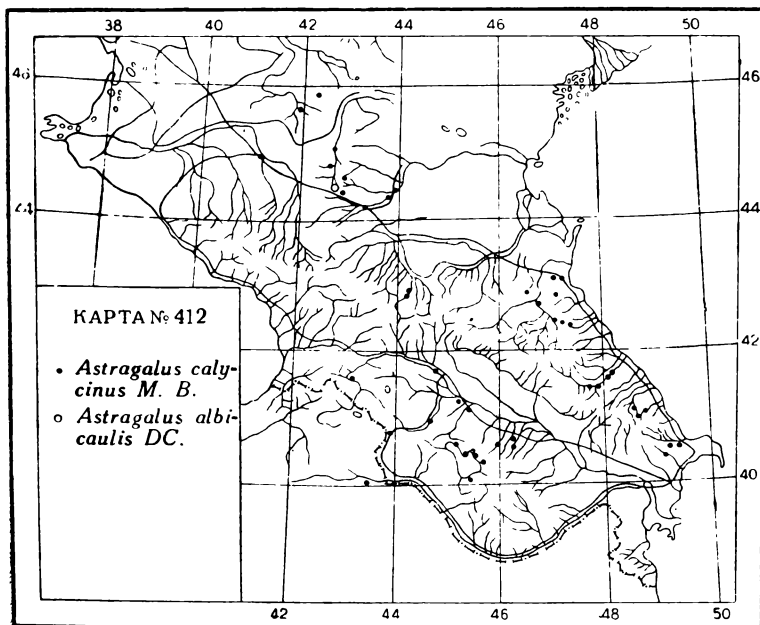 38 40 42 44 46 48 50
46 46
44 44
КАРТА № 412
• Astragalus caly-
cinus M. B.
○ Astragalus albi-
caulis DC.
42
40
42 44 46 48 50